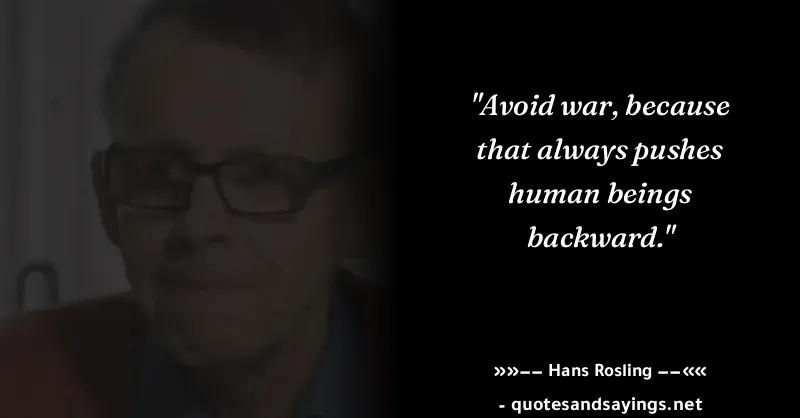 "Avoid war, because
that always pushes
human beings
backward."
»»−− Hans Rosling −−««
- quotesandsayings.net